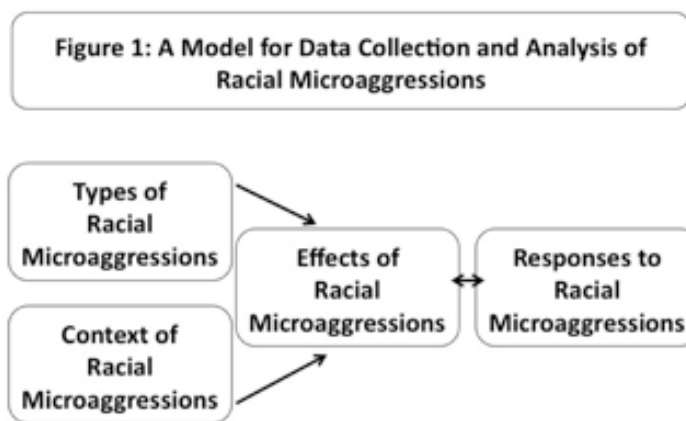 Figure 1: A Model for Data Collection and Analysis of
Racial Microaggressions
Types of
Racial
Microaggressions
Effects of
Racial
Microaggressions
Responses to
Racial
Microaggressions
Context of
Racial
Microaggressions